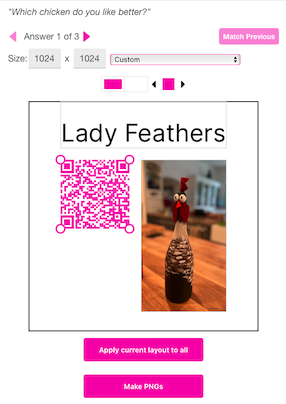 "Which chicken do you like better?"
Answer 1 of 3
Match Previous
Size: 1024 x 1024 Custom
Lady Feathers
Apply current layout to all
Make PNGs